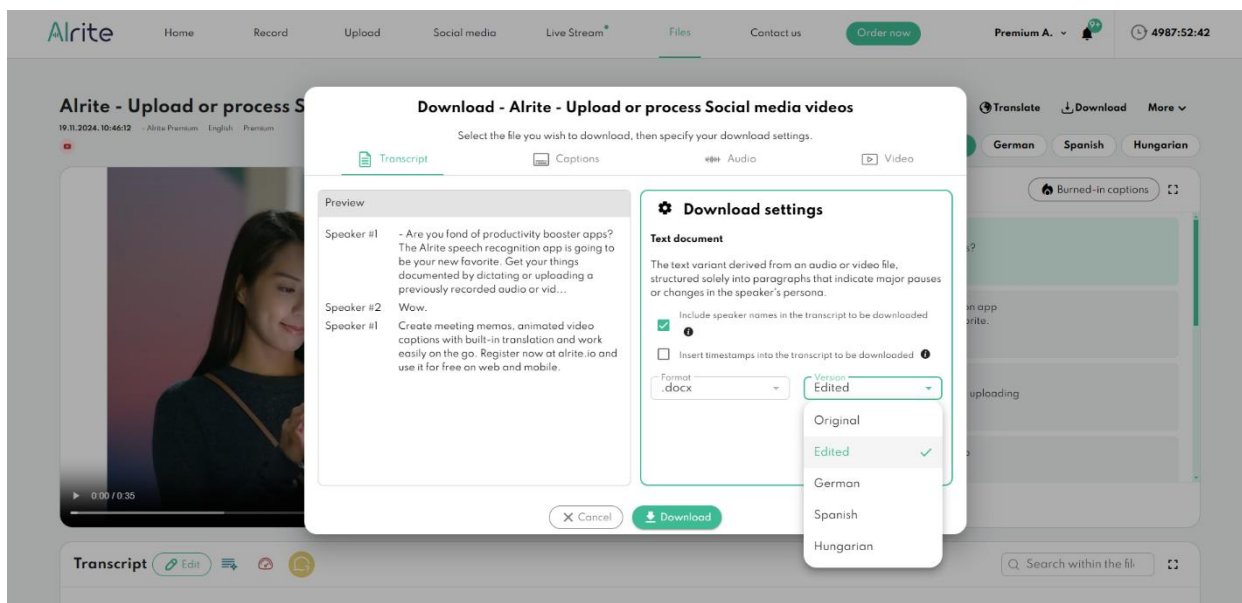 Alrite
Home
Record
Upload
Social media
Live Stream
Files
Contact us
Order now
Premium A.
9+
4987:52:42
Alrite - Upload or process S
19.11.2024, 10:46:12 - Alrite Premium English Premium
Translate
Download
More
German
Spanish
Hungarian
Burned-in captions
Download - Alrite - Upload or process Social media videos
Select the file you wish to download, then specify your download settings.
Transcript
Captions
Audio
Video
Preview
Speaker #1 - Are you fond of productivity booster apps?
The Alrite speech recognition app is going to
be your new favorite. Get your things
documented by dictating or uploading a
previously recorded audio or vid...
Speaker #2 Wow.
Speaker #1 Create meeting memos, animated video
captions with built-in translation and work
easily on the go. Register now at alrite.io and
use it for free on web and mobile.
Download settings
Text document
The text variant derived from an audio or video file,
structured solely into paragraphs that indicate major pauses
or changes in the speaker's persona.
Include speaker names in the transcript to be downloaded
Insert timestamps into the transcript to be downloaded
Format
.docx
Version
Edited
Original
Edited
German
Spanish
Hungarian
Cancel
Download
s?
on app
orite.
uploading
0:00 / 0:35
Transcript
Edit
Search within the fil